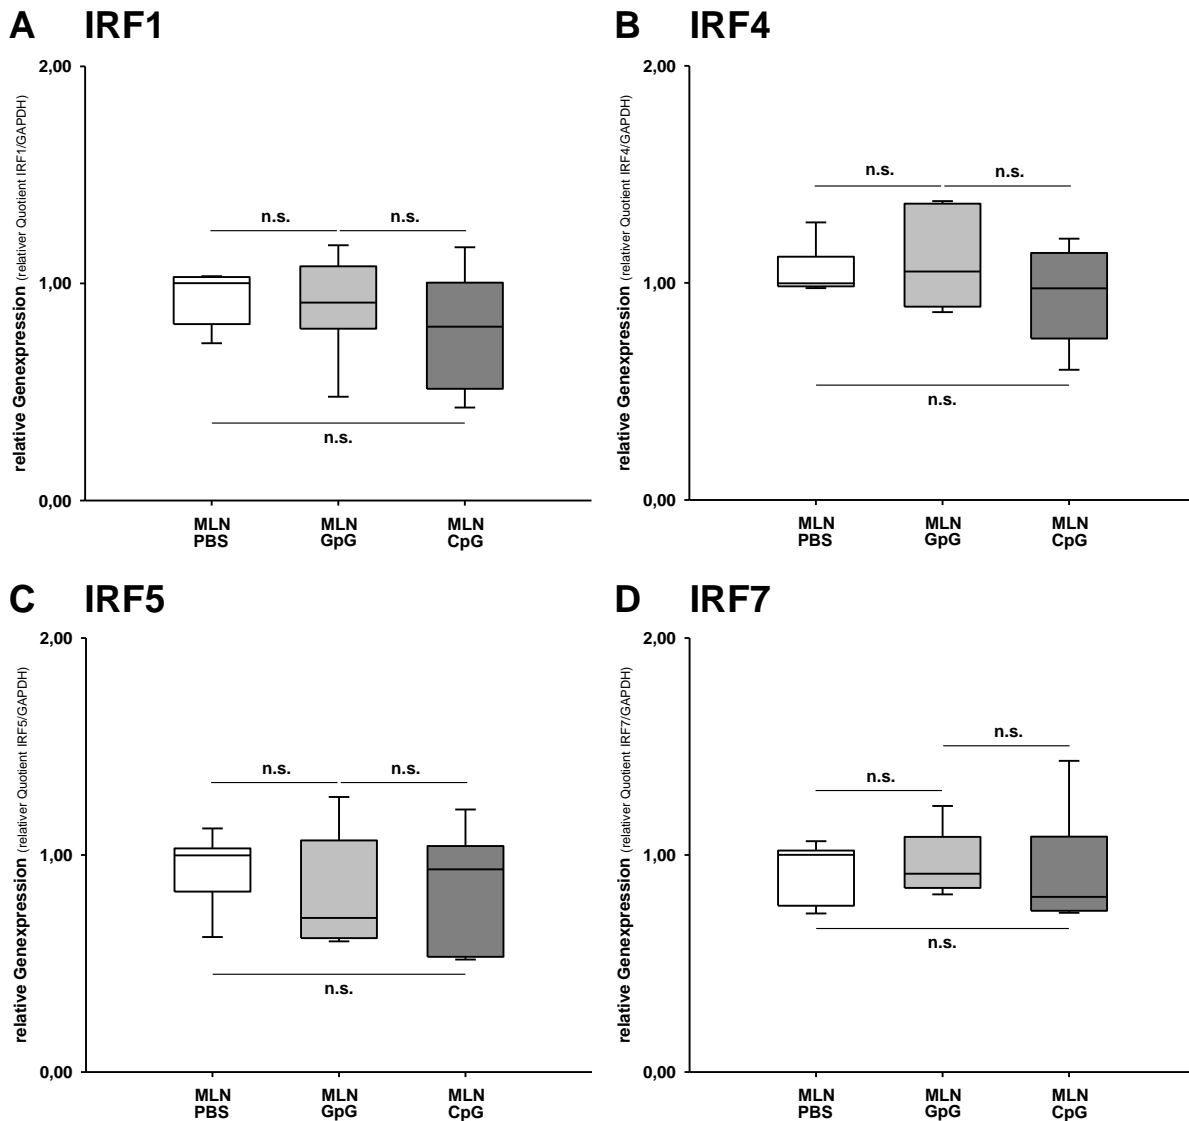 A IRF1
relative Genexpression (relativer Quotient IRF1/GAPDH)
2,00
1,00
0,00
n.s.
n.s.
n.s.
MLN
PBS
MLN
GpG
MLN
CpG
B IRF4
relative Genexpression (relativer Quotient IRF4/GAPDH)
2,00
1,00
0,00
n.s.
n.s.
n.s.
MLN
PBS
MLN
GpG
MLN
CpG
C IRF5
relative Genexpression (relativer Quotient IRF5/GAPDH)
2,00
1,00
0,00
n.s.
n.s.
n.s.
MLN
PBS
MLN
GpG
MLN
CpG
D IRF7
relative Genexpression (relativer Quotient IRF7/GAPDH)
2,00
1,00
0,00
n.s.
n.s.
n.s.
MLN
PBS
MLN
GpG
MLN
CpG